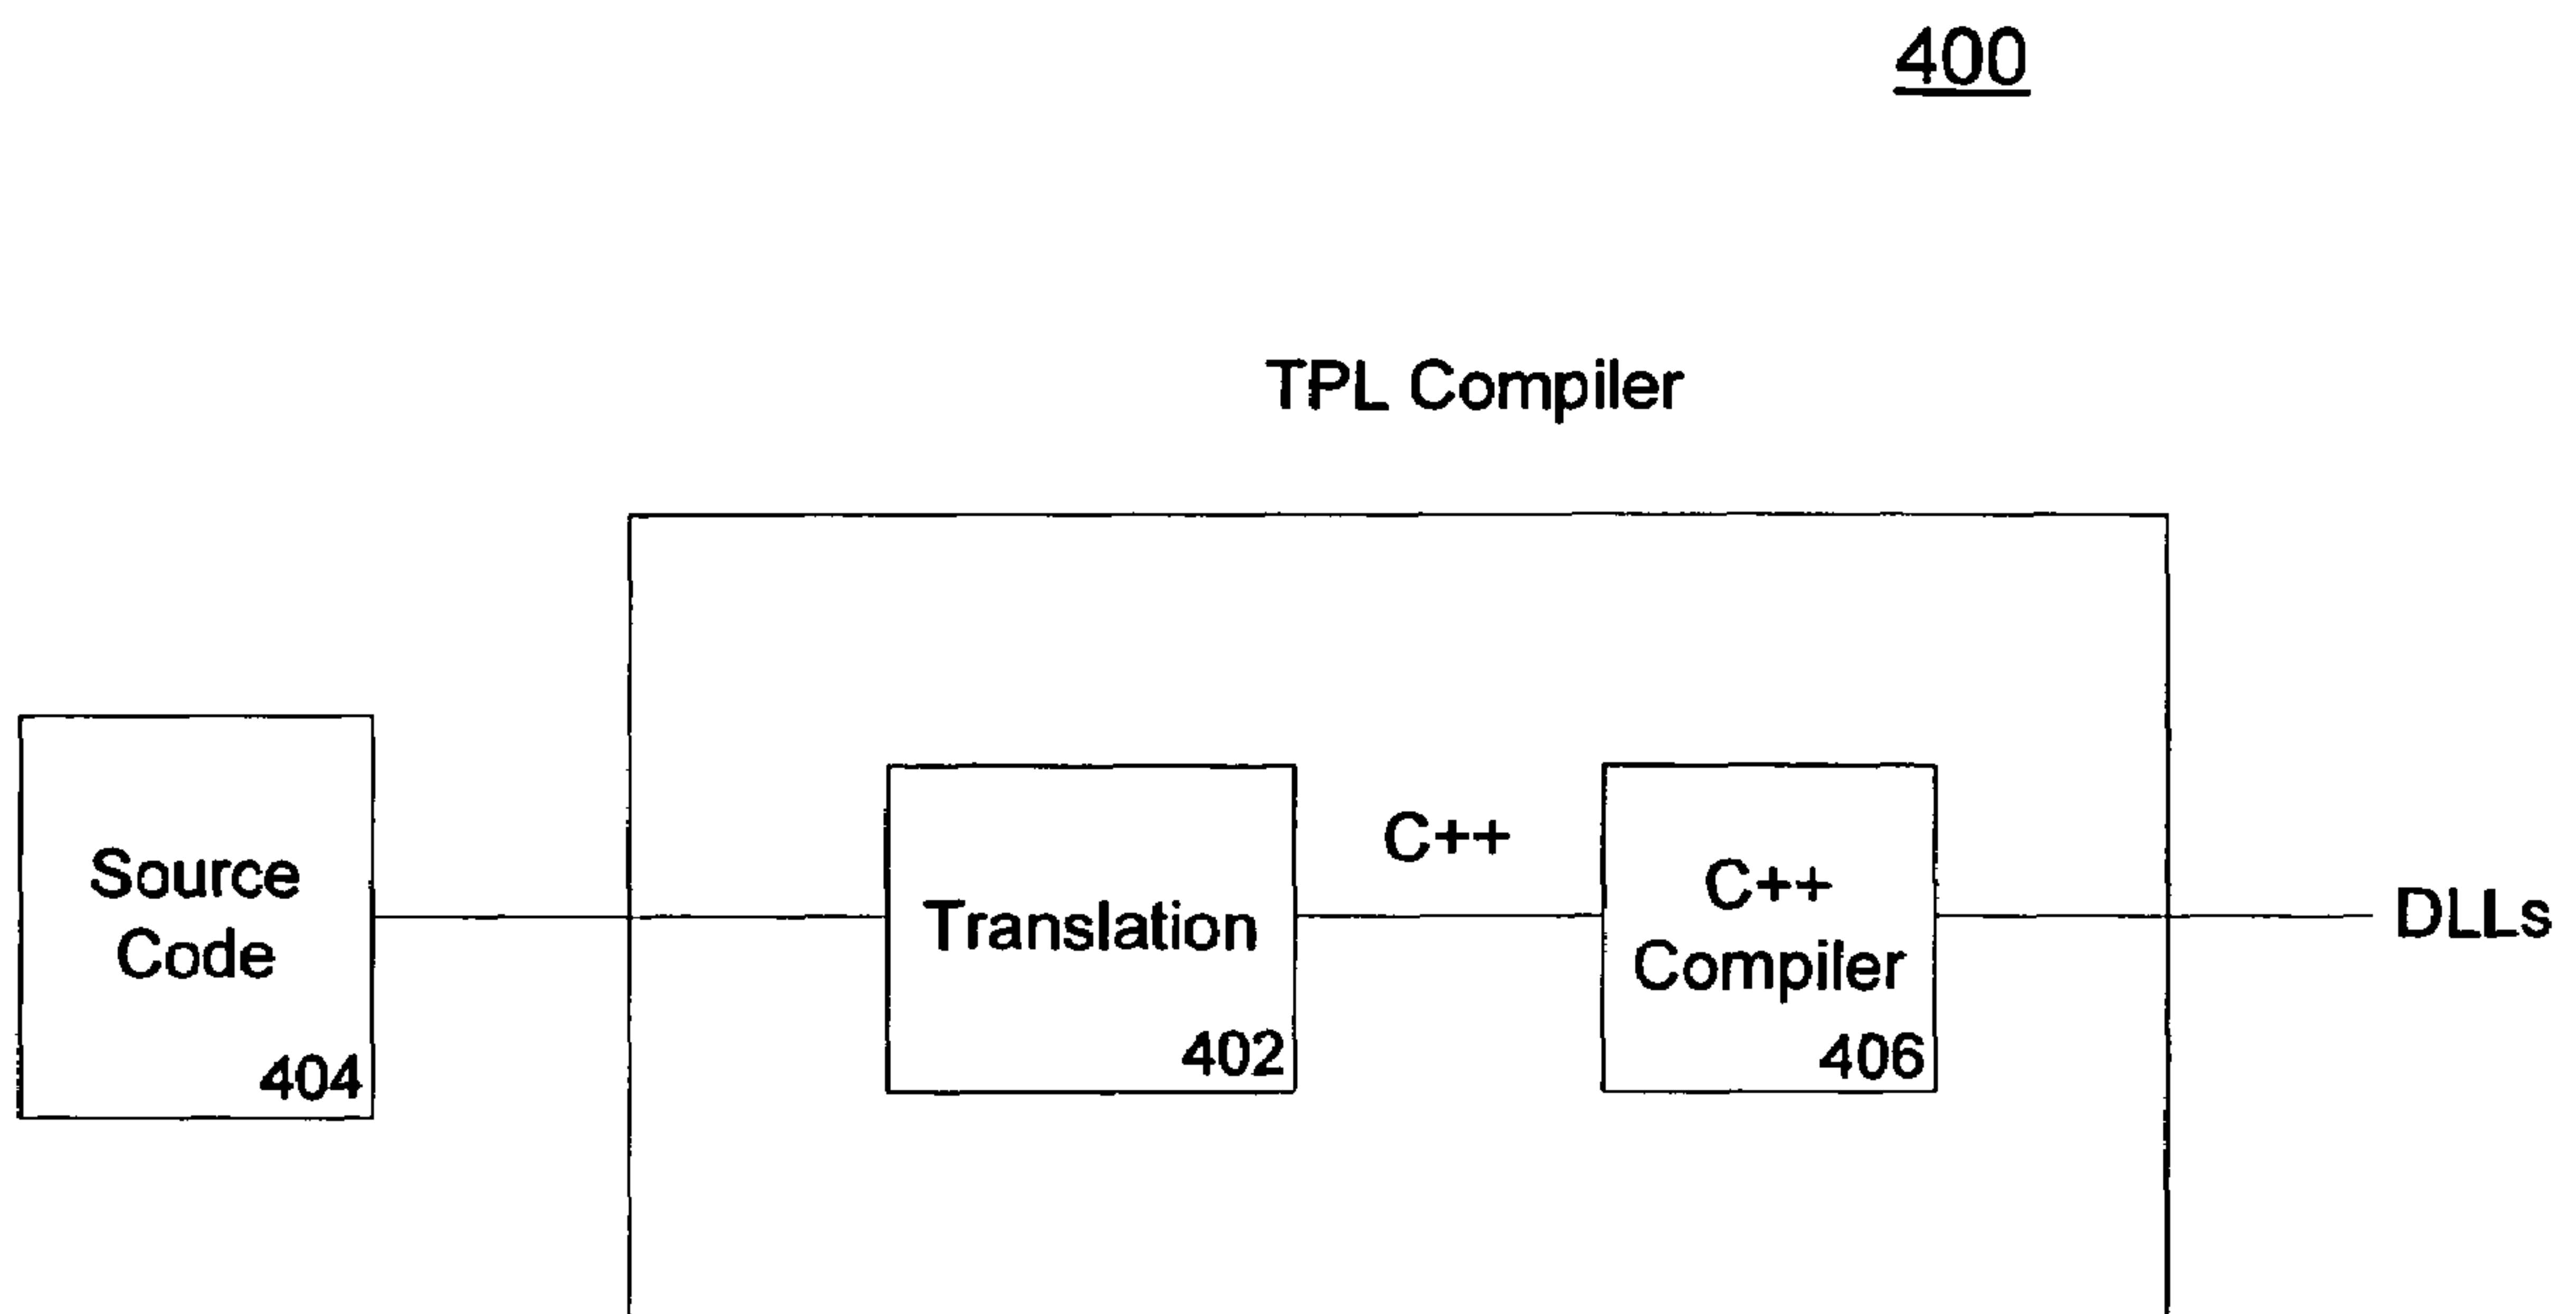 400
TPL Compiler
Source
Code
404
Translation
402
C++
C++
Compiler
406
DLLs